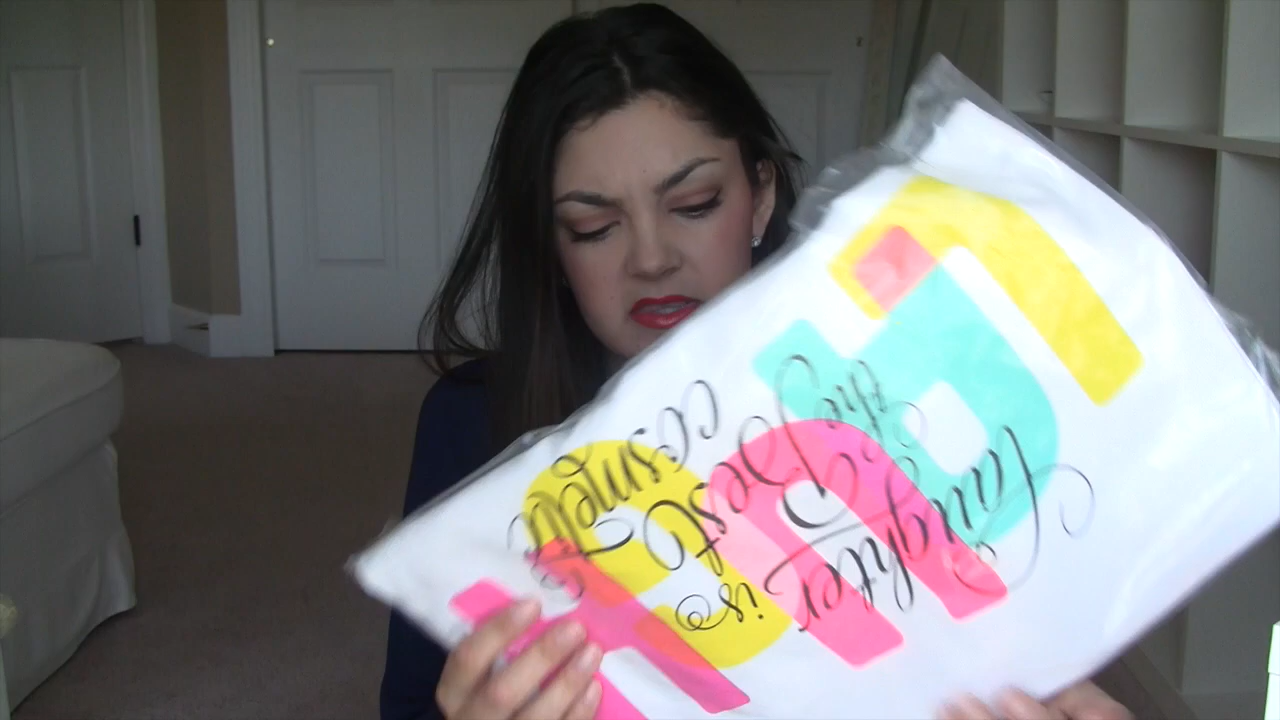 Laughter is
the Best
cosmetic